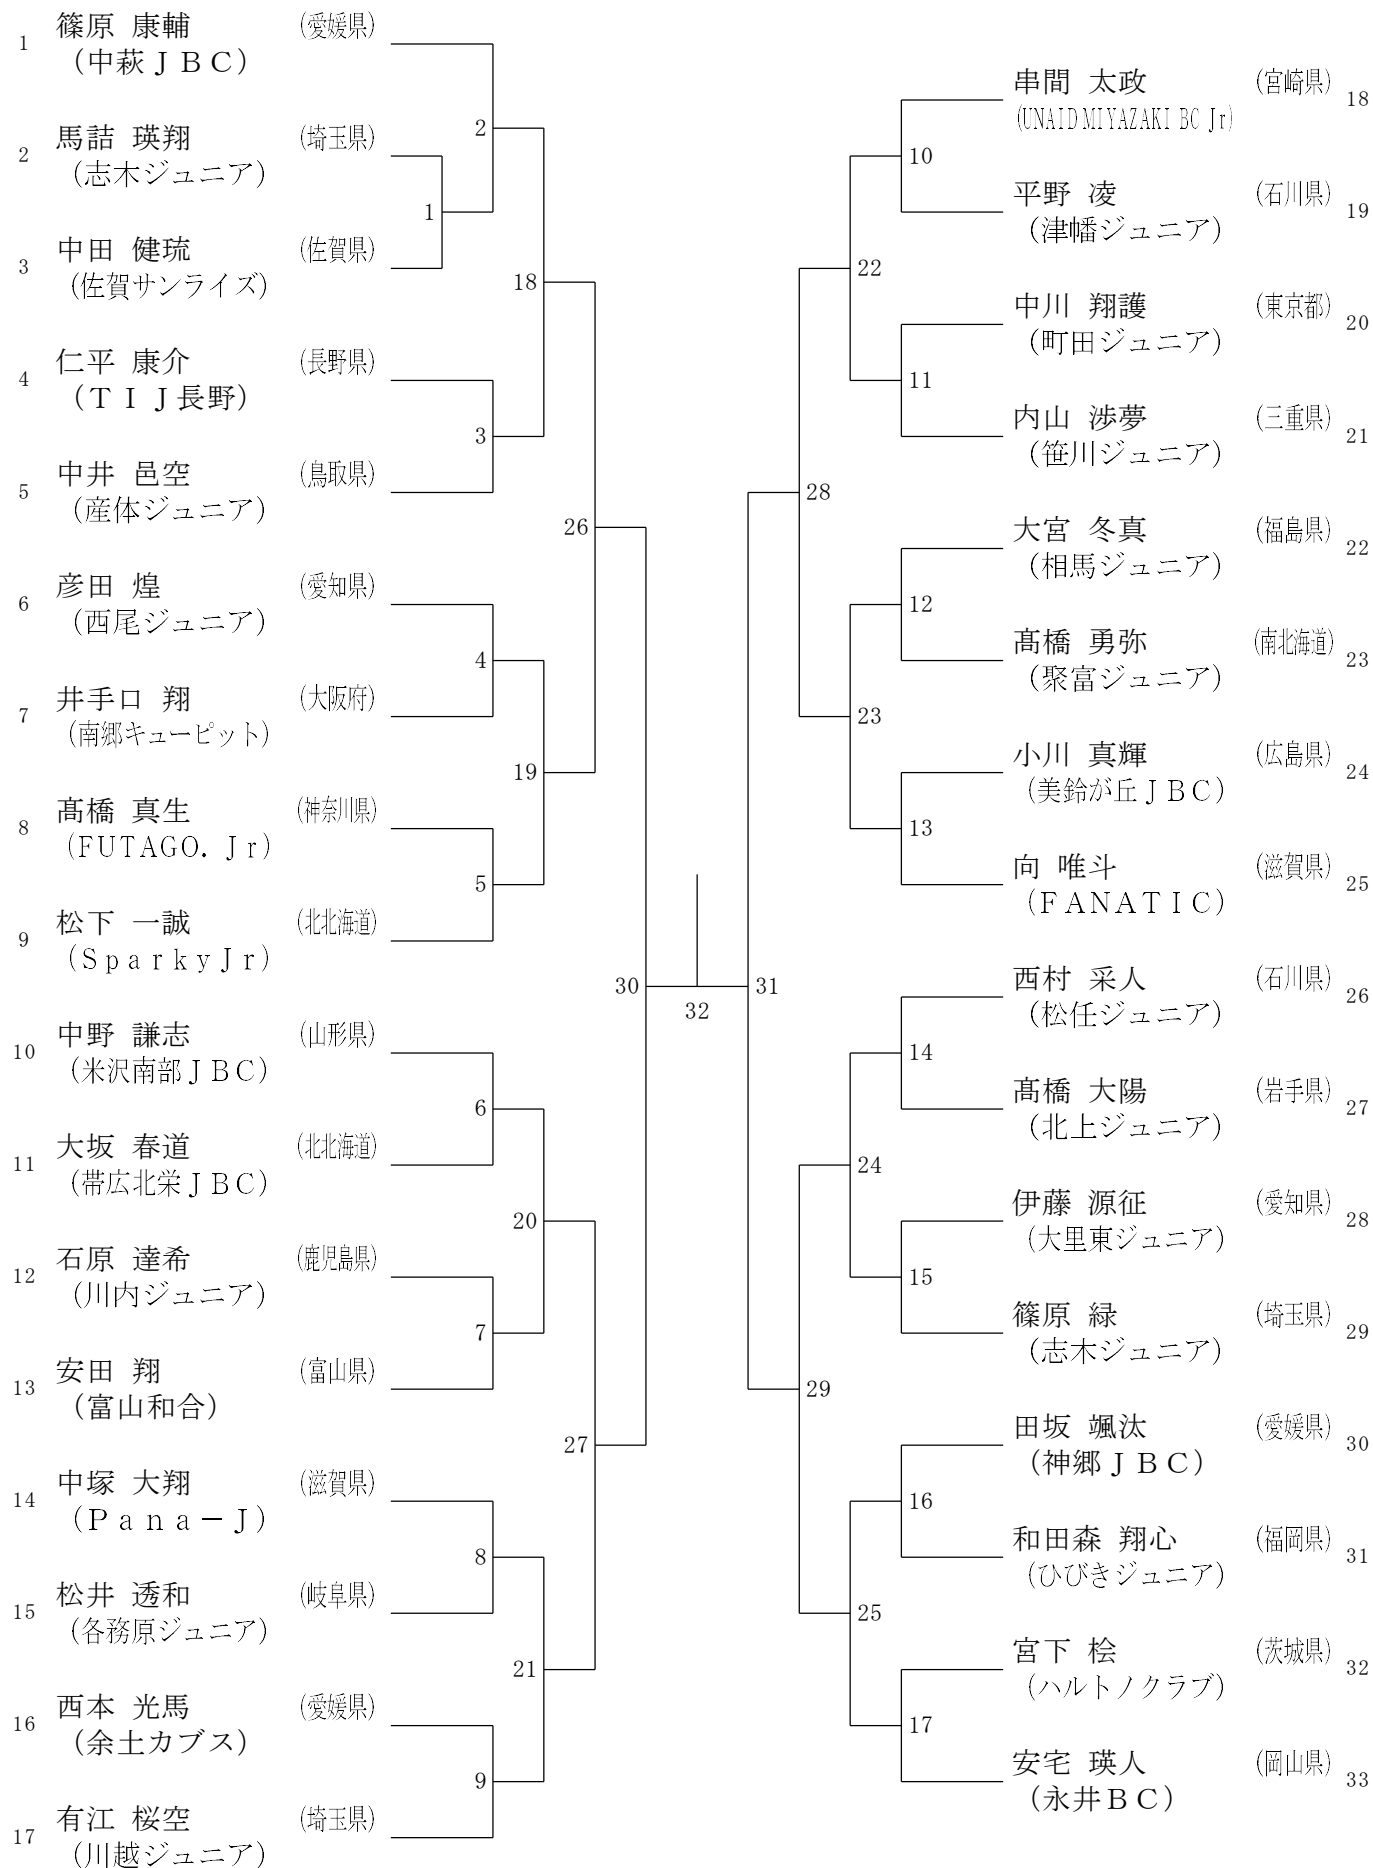 1 篠原 康輔 (愛媛県)
(中萩ＪＢＣ)
2 馬詰 瑛翔 (埼玉県)
(志木ジュニア)
3 中田 健琉 (佐賀県)
(佐賀サンライズ)
4 仁平 康介 (長野県)
(ＴＩＪ長野)
5 中井 邑空 (鳥取県)
(産体ジュニア)
6 彦田 煌 (愛知県)
(西尾ジュニア)
7 井手口 翔 (大阪府)
(南郷キューピット)
8 髙橋 真生 (神奈川県)
(FUTAGO. Jr)
9 松下 一誠 (北北海道)
(SparkyJr)
10 中野 謙志 (山形県)
(米沢南部ＪＢＣ)
11 大坂 春道 (北北海道)
(帯広北栄ＪＢＣ)
12 石原 達希 (鹿児島県)
(川内ジュニア)
13 安田 翔 (富山県)
(富山和合)
14 中塚 大翔 (滋賀県)
(Ｐａｎａ－Ｊ)
15 松井 透和 (岐阜県)
(各務原ジュニア)
16 西本 光馬 (愛媛県)
(余土カブス)
17 有江 桜空 (埼玉県)
(川越ジュニア)
2
1
3
4
5
6
7
8
9
18
19
20
21
26
27
30
32
31
28
29
22
23
24
25
10
11
12
13
14
15
16
17
串間 太政 (宮崎県) 18
(UNAID MIYAZAKI BC Jr)
平野 凌 (石川県) 19
(津幡ジュニア)
中川 翔護 (東京都) 20
(町田ジュニア)
内山 渉夢 (三重県) 21
(笹川ジュニア)
大宮 冬真 (福島県) 22
(相馬ジュニア)
髙橋 勇弥 (南北海道) 23
(聚富ジュニア)
小川 真輝 (広島県) 24
(美鈴が丘ＪＢＣ)
向 唯斗 (滋賀県) 25
(ＦＡＮＡＴＩＣ)
西村 采人 (石川県) 26
(松任ジュニア)
髙橋 大陽 (岩手県) 27
(北上ジュニア)
伊藤 源征 (愛知県) 28
(大里東ジュニア)
篠原 緑 (埼玉県) 29
(志木ジュニア)
田坂 颯汰 (愛媛県) 30
(神郷ＪＢＣ)
和田森 翔心 (福岡県) 31
(ひびきジュニア)
宮下 桧 (茨城県) 32
(ハルトノクラブ)
安宅 瑛人 (岡山県) 33
(永井ＢＣ)